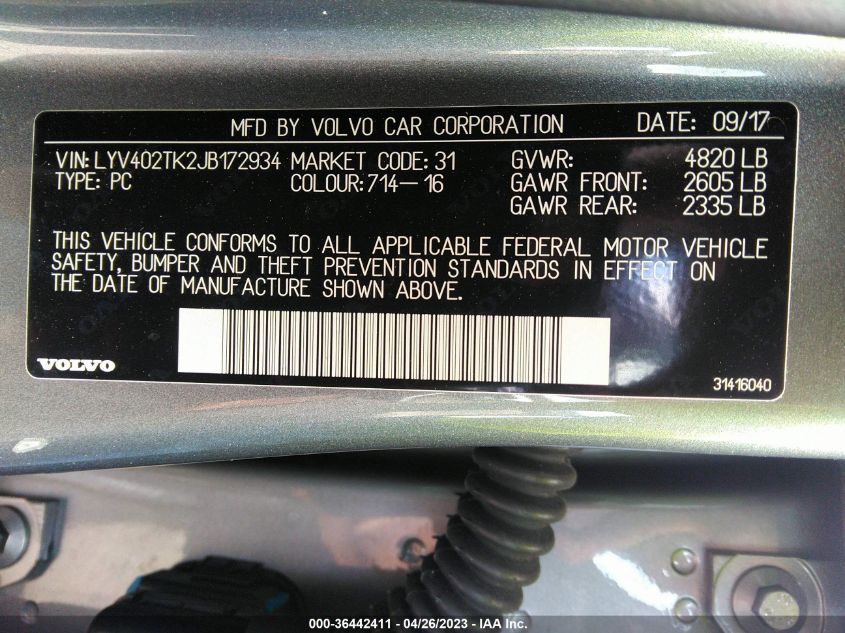 MFD BY VOLVO CAR CORPORATION DATE: 09/17
VIN: LYV402TK2JB172934 MARKET CODE: 31 GVWR: 4820 LB
TYPE: PC COLOUR: 714-16 GAWR FRONT: 2605 LB
GAWR REAR: 2335 LB
THIS VEHICLE CONFORMS TO ALL APPLICABLE FEDERAL MOTOR VEHICLE
SAFETY, BUMPER AND THEFT PREVENTION STANDARDS IN EFFECT ON
THE DATE OF MANUFACTURE SHOWN ABOVE.
VOLVO
31416040
000-36442411 - 04/26/2023 - IAA Inc.